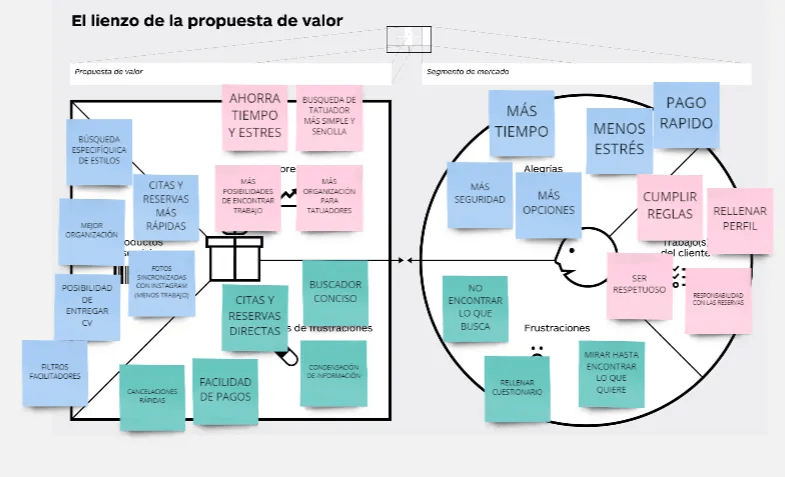 El lienzo de la propuesta de valor
Propuesta de valor
Segmento de mercado
AHORRA
TIEMPO
Y ESTRES
BUSQUEDA DE
TATUADOR
MÁS SIMPLE Y
SENCILLA
BÚSQUEDA
ESPECIFÍQUICA
DE ESTILOS
CITAS Y
RESERVAS
MÁS
RÁPIDAS
MÁS
POSIBILIDADES
DE ENCONTRAR
TRABAJO
MÁS
ORGANIZACIÓN
PARA
TATUADORES
MEJOR
ORGANIZACIÓN
FOTOS
SINCRONIZADAS
CON INSTAGRAM
(MENOS TRABAJO)
POSIBILIDAD
DE
ENTREGAR
CV
FILTROS
FACILITADORES
CITAS Y
RESERVAS
DIRECTAS
BUSCADOR
CONCISO
s de frustraciones
CANCELACIONES
RÁPIDAS
FACILIDAD
DE PAGOS
CONDENSACIÓN
DE INFORMACIÓN
MÁS
TIEMPO
MENOS
ESTRÉS
PAGO
RAPIDO
Alegrías
MÁS
SEGURIDAD
MÁS
OPCIONES
CUMPLIR
REGLAS
RELLENAR
PERFIL
Trabajo(s)
del cliente
SER
RESPETUOSO
RESPONSABILIDAD
CON LAS RESERVAS
NO
ENCONTRAR
LO QUE
BUSCA
Frustraciones
RELLENAR
CUESTIONARIO
MIRAR HASTA
ENCONTRAR
LO QUE
QUIERE